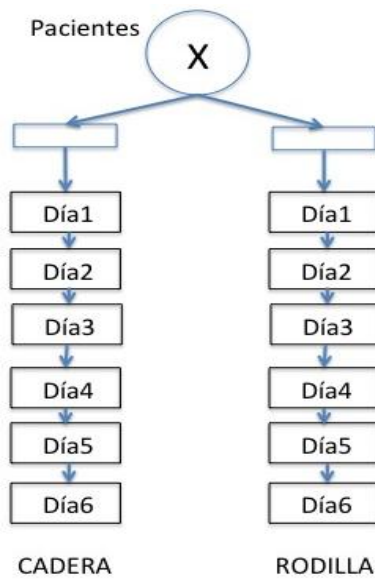 Pacientes
X
Día1 Día1
Día2 Día2
Día3 Día3
Día4 Día4
Día5 Día5
Día6 Día6
CADERA RODILLA